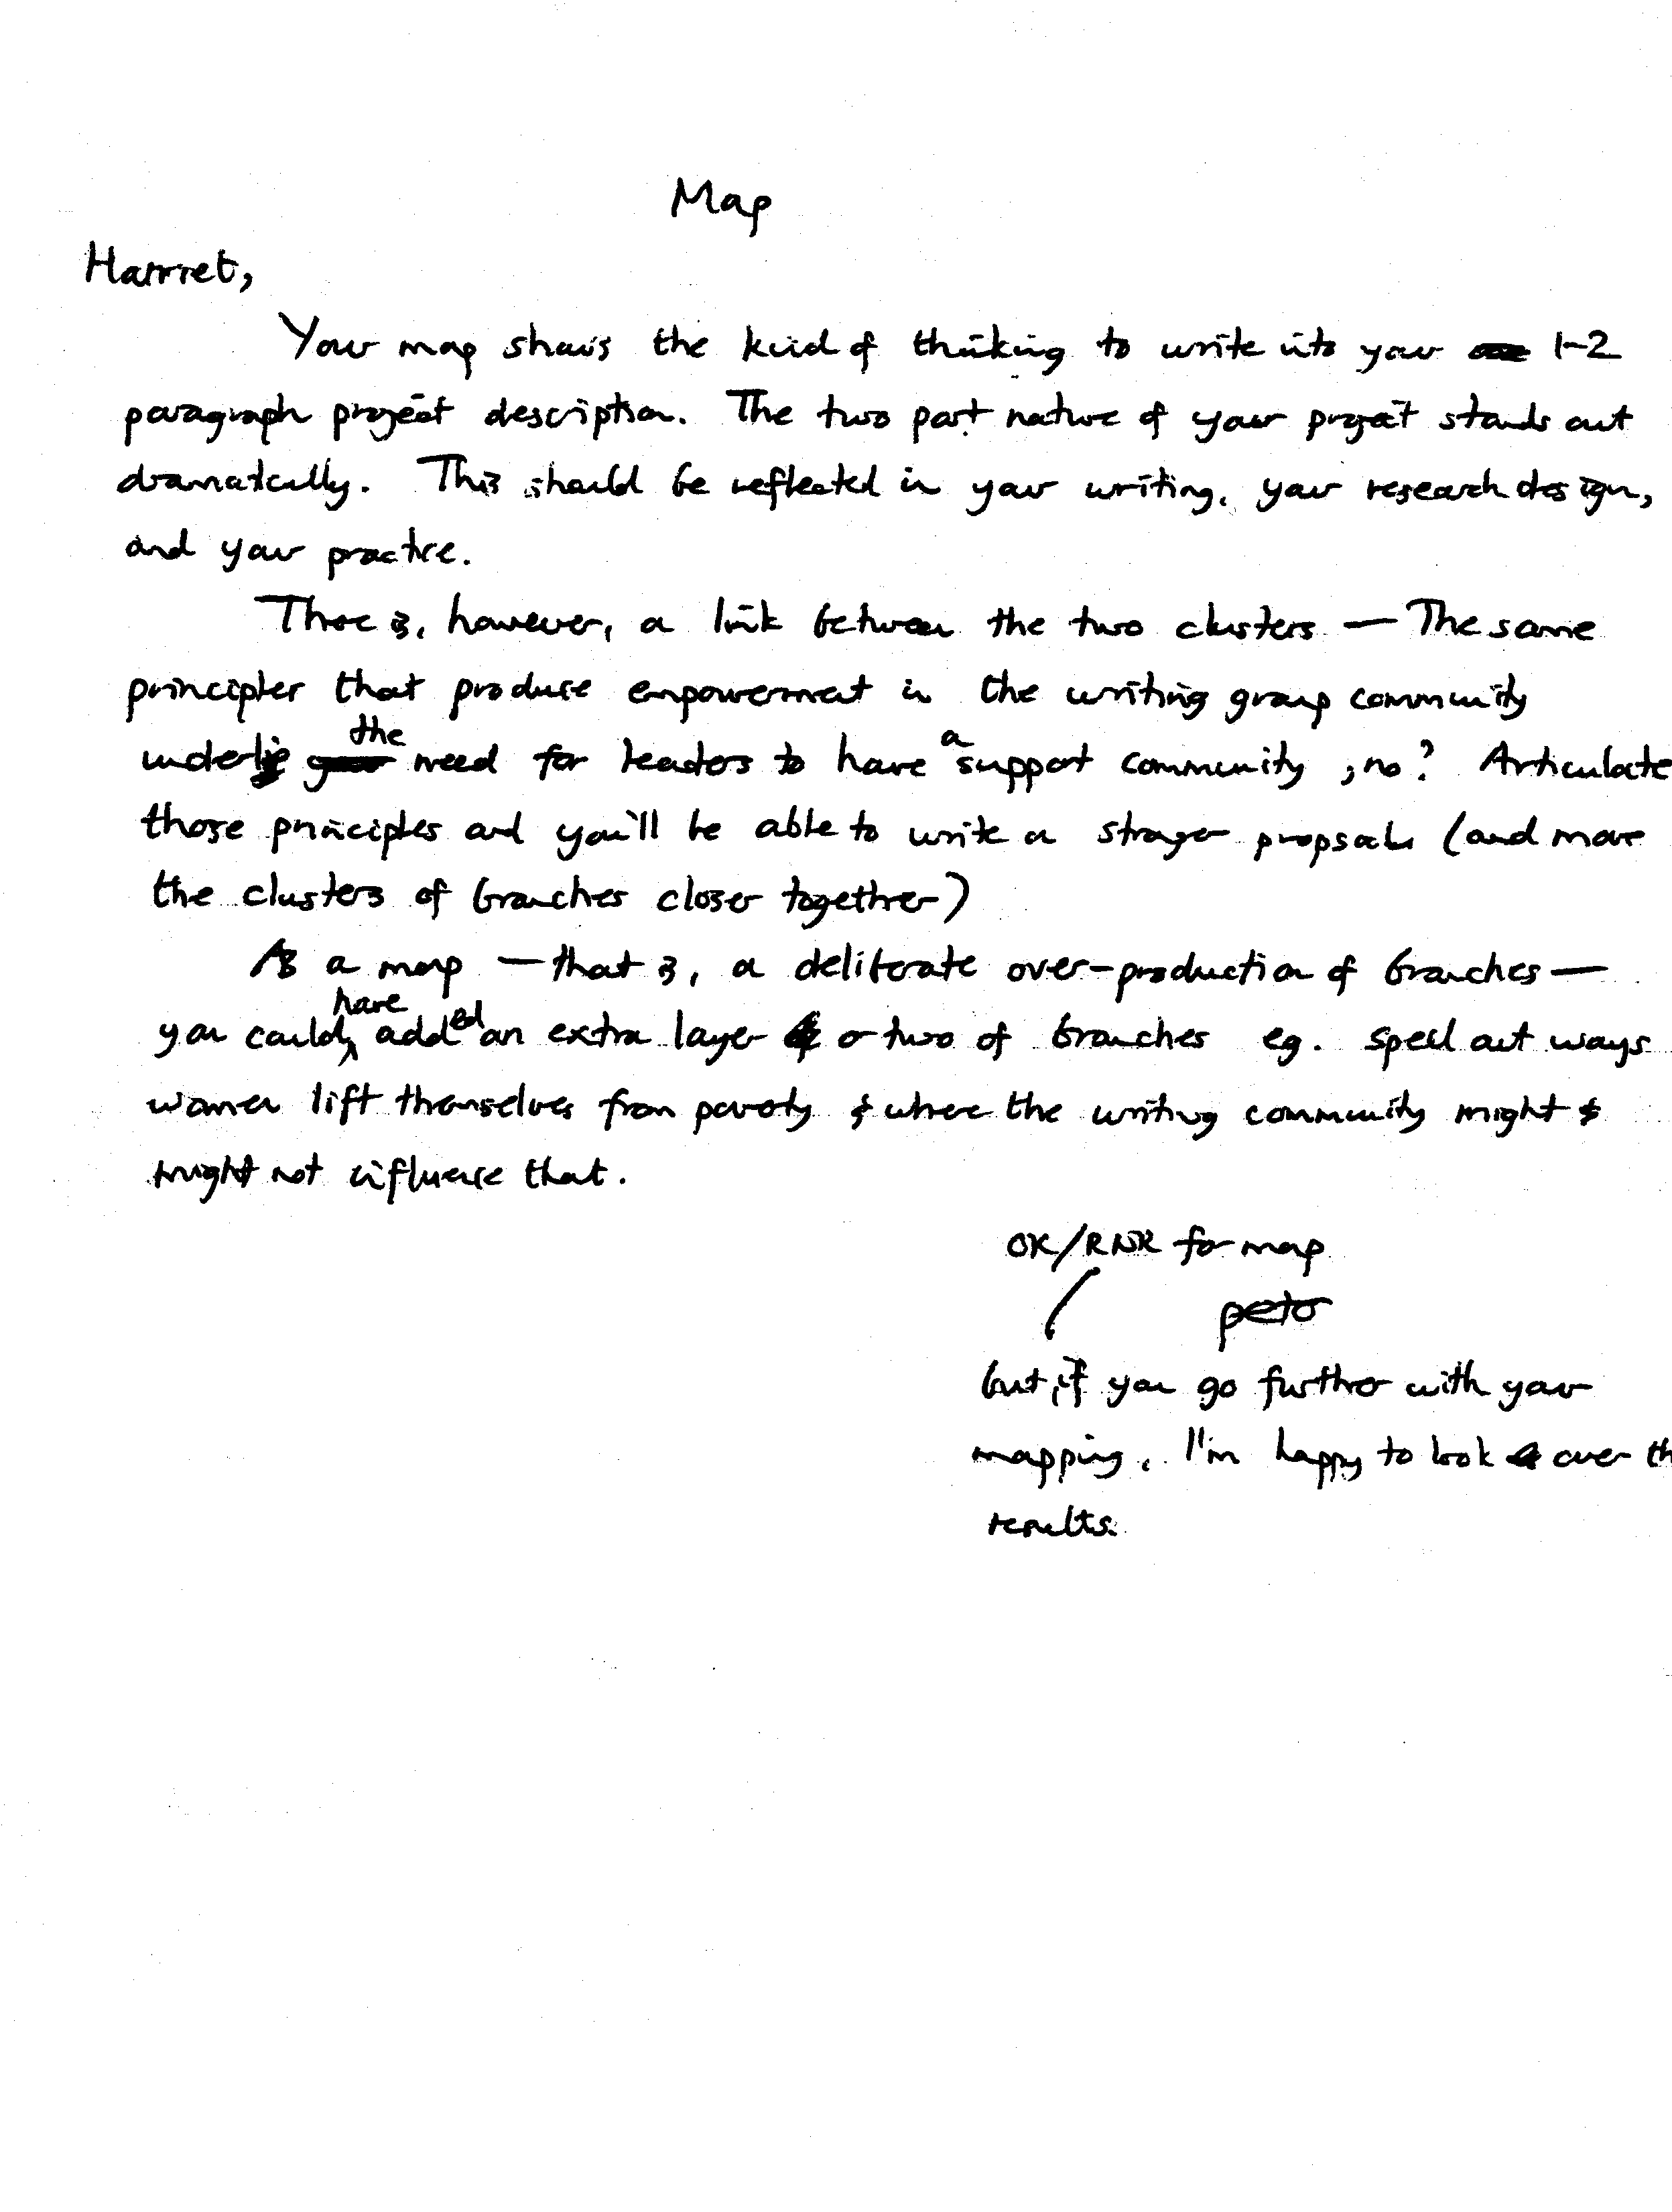 Map
Harriet,
Your map shows the kind of thinking to write into your 1-2
paragraph project description. The two part nature of your project stands out
dramatically. This should be reflected in your writing, your research design,
and your practice.
There is, however, a link between the two clusters — The same
principles that produce empowerment in the writing group community
underlie the need for leaders to have a support community, no? Articulate
those principles and you'll be able to write a stronger proposal (and move
the clusters of branches closer together)
As a map — that is, a deliberate over-production of branches —
you could have added an extra layer or two of branches eg. spell out ways
women lift themselves from poverty & where the writing community might &
might not influence that.
OK/RNR for map
peter
but, if you go further with your
mapping, I'm happy to look over th
results.